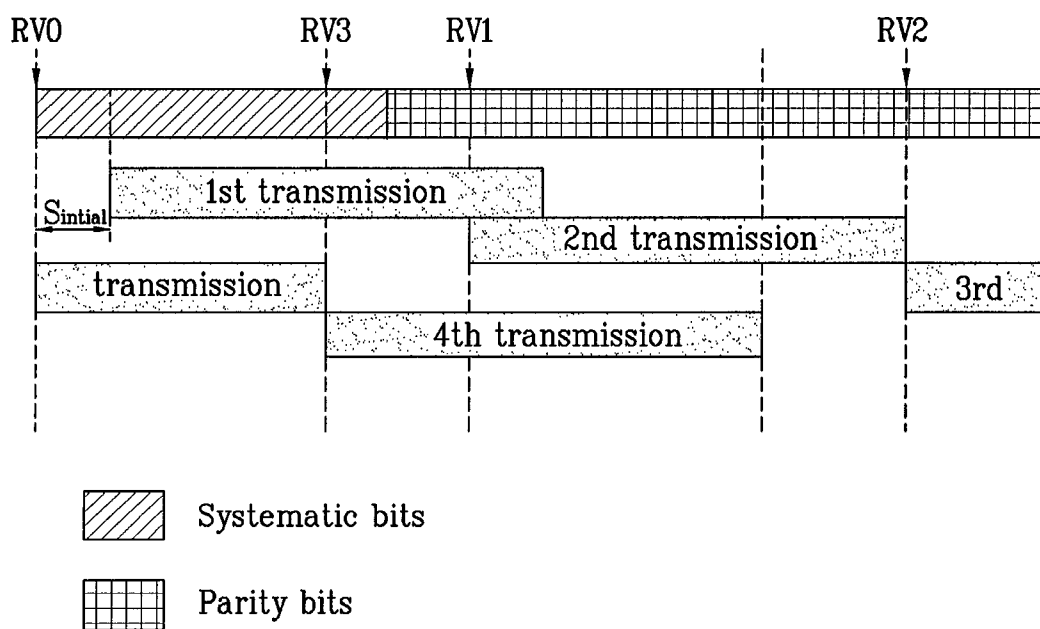 RV0 RV3 RV1 RV2
1st transmission
Sintial
2nd transmission
transmission
3rd
4th transmission
Systematic bits
Parity bits